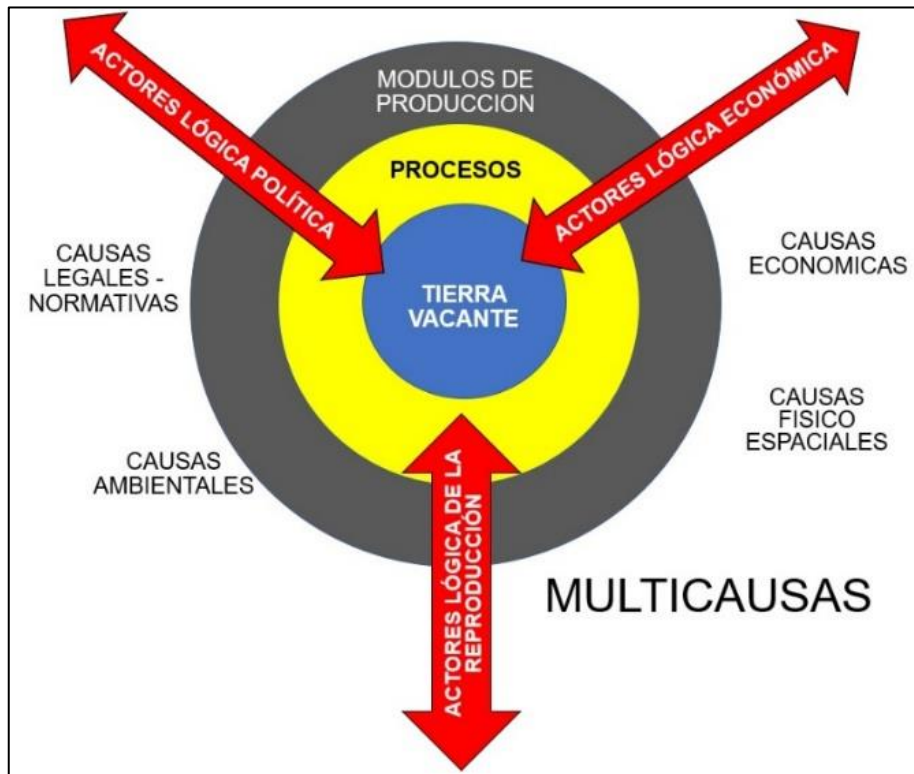 ACTORES LÓGICA POLÍTICA
ACTORES LÓGICA ECONÓMICA
MODULOS DE
PRODUCCION
PROCESOS
TIERRA
VACANTE
CAUSAS
LEGALES -
NORMATIVAS
CAUSAS
ECONOMICAS
CAUSAS
AMBIENTALES
CAUSAS
FISICO
ESPACIALES
ACTORES LÓGICA DE LA
REPRODUCCIÓN
MULTICAUSAS